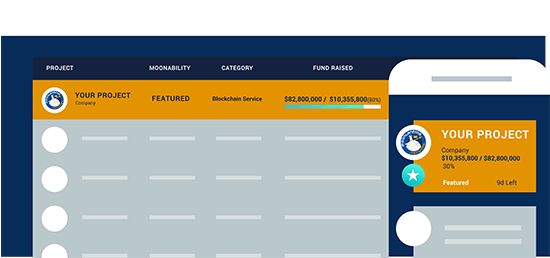 PROJECT MOONABILITY CATEGORY FUND RAISED
YOUR PROJECT
Company
FEATURED
Blockchain Service
$82,800,000 / $10,355,800(80%)
YOUR PROJECT
Company
$10,355,800 / $82,800,000
30%
Featured 9d Left